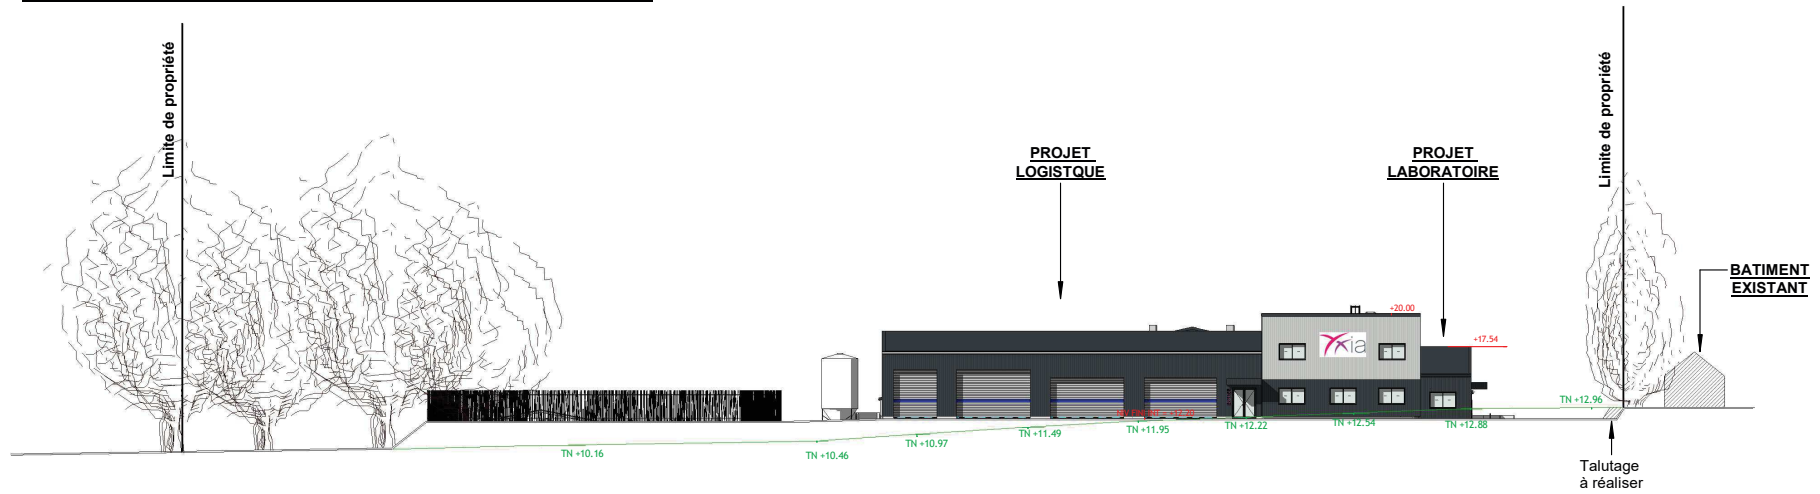 Limite de propriété
PROJET
LOGISTQUE
PROJET
LABORATOIRE
Limite de propriété
BATIMENT
EXISTANT
+20.00
+17.54
xia
TN +12.96
TN +12.88
TN +12.54
TN +12.22
TN +11.95
TN +11.49
TN +10.97
TN +10.46
TN +10.16
Talutage
à réaliser